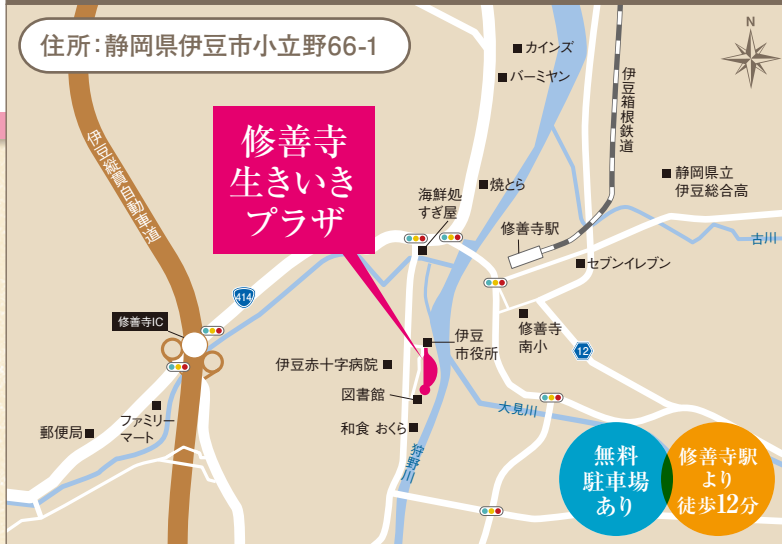 住所：静岡県伊豆市小立野66-1
N
カインズ
バーミヤン
伊豆箱根鉄道
伊豆縦貫自動車道
修善寺
生きいき
プラザ
静岡県立
伊豆総合高
焼とら
海鮮処
すぎ屋
修善寺駅
古川
セブンイレブン
414
修善寺IC
修善寺
南小
12
伊豆
市役所
伊豆赤十字病院
図書館
大見川
ファミリー
マート
郵便局
和食 おくら
狩野川
無料
駐車場
あり
修善寺駅
より
徒歩12分